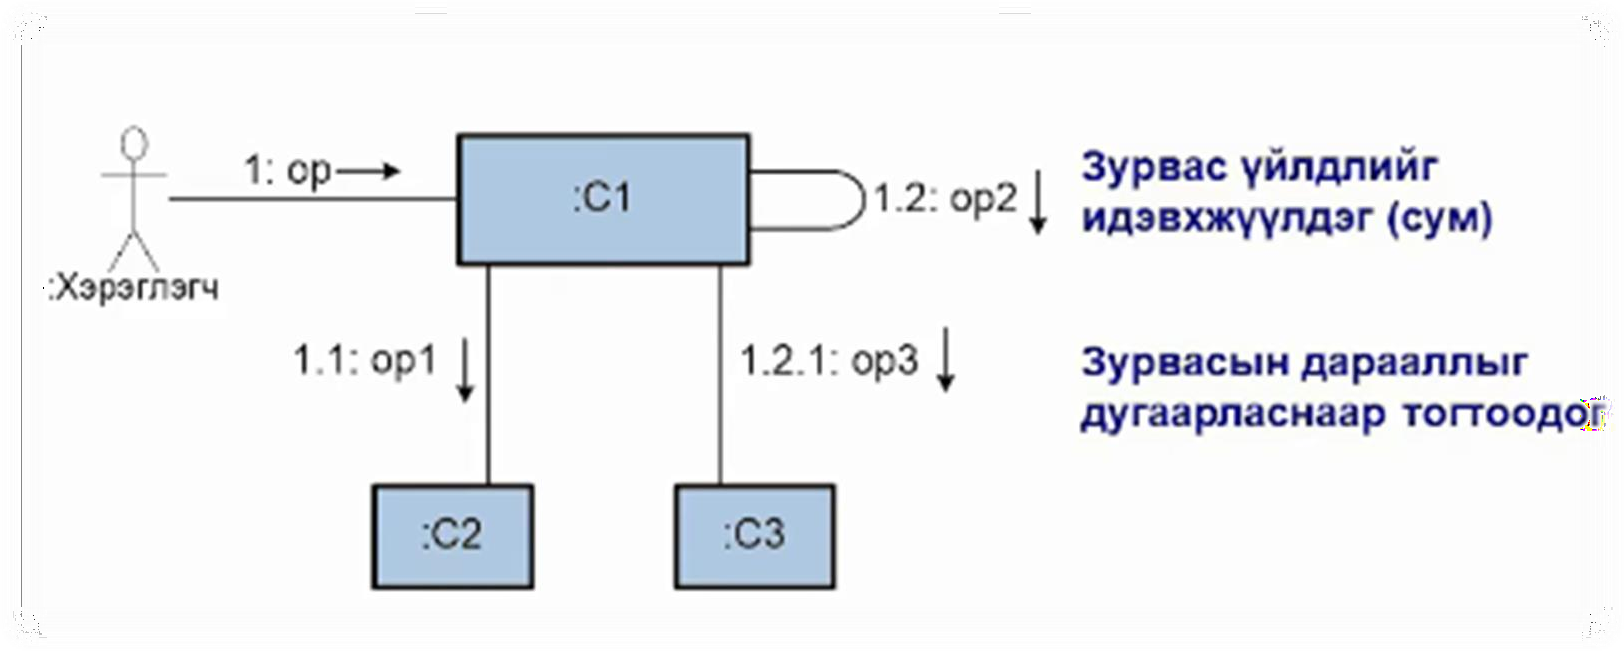 1: op
:C1
1.2: op2
Зурвас үйлдлийг
идэвхжүүлдэг (сум)
:Хэрэглэгч
1.1: op1
1.2.1: op3
Зурвасын дарааллыг
дугаарласнаар тогтоодог
:C2
:C3